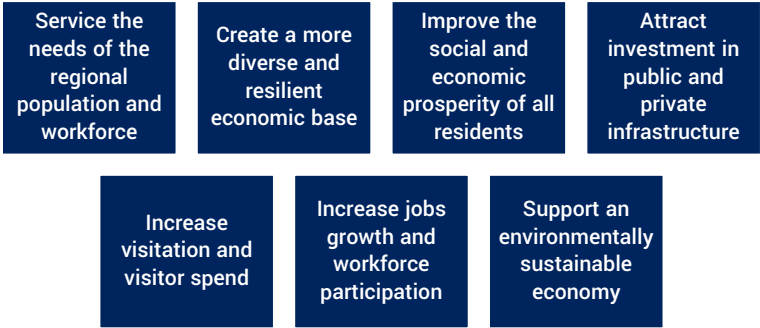 Service the
needs of the
regional
population and
workforce
Create a more
diverse and
resilient
economic base
Improve the
social and
economic
prosperity of all
residents
Attract
investment in
public and
private
infrastructure
Increase
visitation and
visitor spend
Increase jobs
growth and
workforce
participation
Support an
environmentally
sustainable
economy